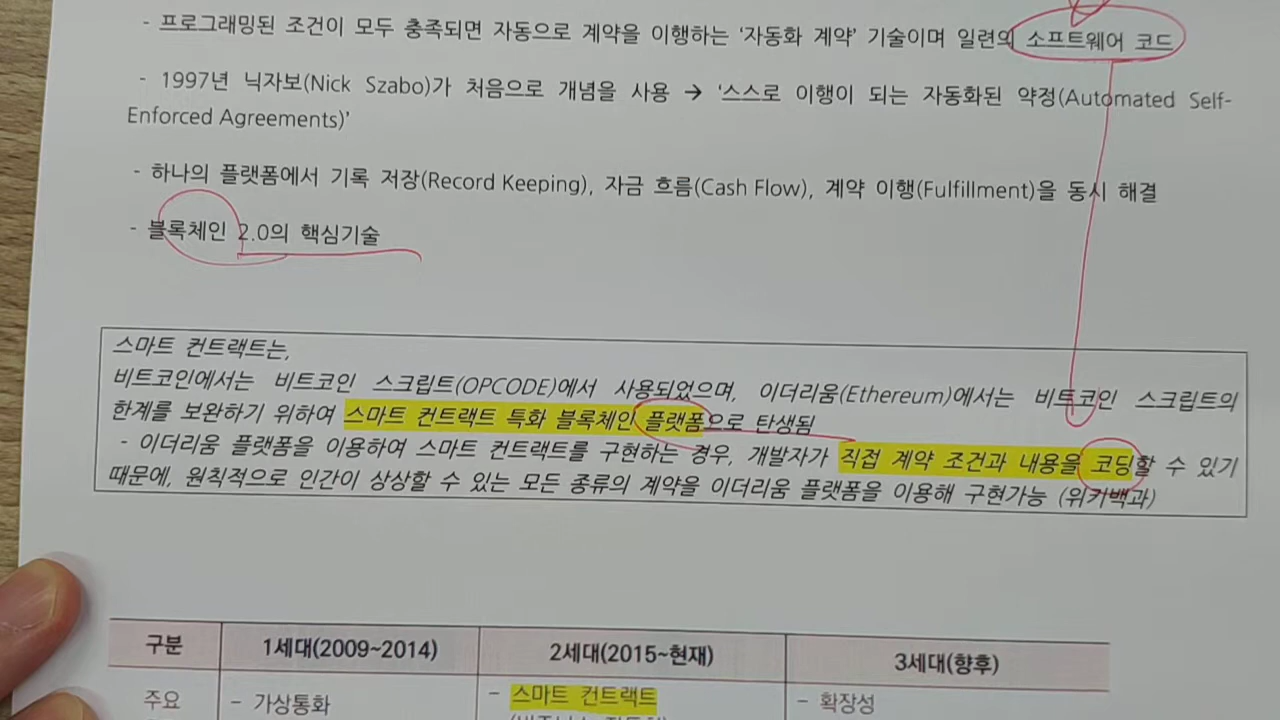 - 프로그래밍된 조건이 모두 충족되면 자동으로 계약을 이행하는 '자동화 계약' 기술이며 일련의 소프트웨어 코드
- 1997년 닉자보(Nick Szabo)가 처음으로 개념을 사용 → '스스로 이행이 되는 자동화된 약정(Automated Self-
Enforced Agreements)'
- 하나의 플랫폼에서 기록 저장(Record Keeping), 자금 흐름(Cash Flow), 계약 이행(Fulfillment)을 동시 해결
- 블록체인 2.0의 핵심기술
스마트 컨트랙트는,
비트코인에서는 비트코인 스크립트(OPCODE)에서 사용되었으며, 이더리움(Ethereum)에서는 비트코인 스크립트의
한계를 보완하기 위하여 스마트 컨트랙트 특화 블록체인 플랫폼으로 탄생됨
- 이더리움 플랫폼을 이용하여 스마트 컨트랙트를 구현하는 경우, 개발자가 직접 계약 조건과 내용을 코딩할 수 있기
때문에, 원칙적으로 인간이 상상할 수 있는 모든 종류의 계약을 이더리움 플랫폼을 이용해 구현가능 (위키백과)
구분 1세대(2009~2014) 2세대(2015~현재) 3세대(향후)
주요 - 가상통화 - 스마트 컨트랙트 - 확장성